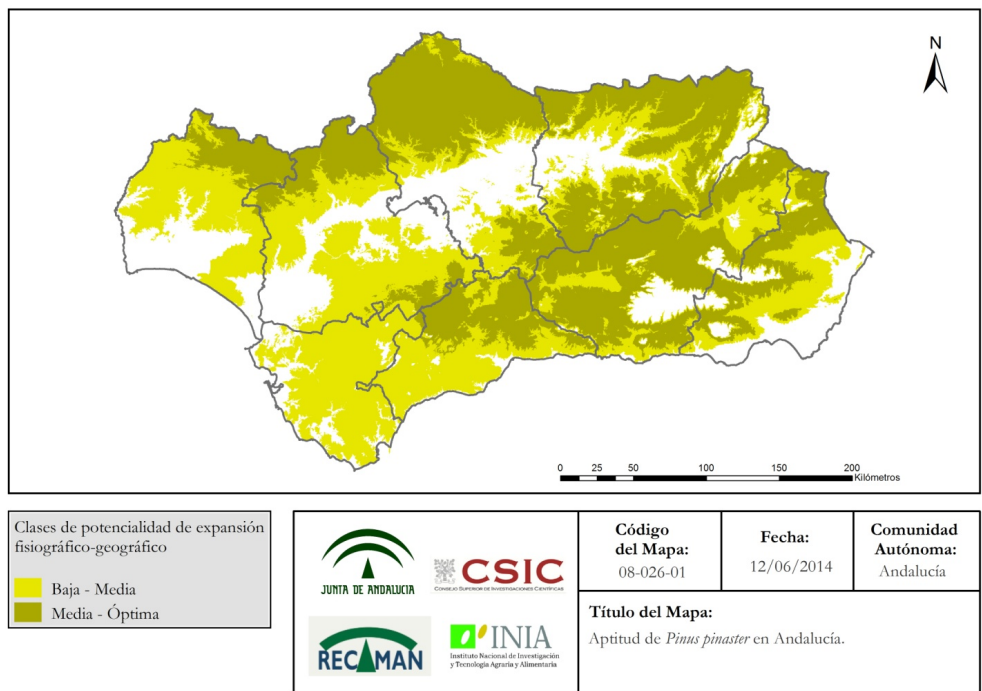 N
0 25 50 100 150 200
Kilómetros
Clases de potencialidad de expansión
fisiográfico-geográfico
Baja - Media
Media - Óptima
JUNTA DE ANDALUCIA
CSIC
CONSEJO SUPERIOR DE INVESTIGACIONES CIENTÍFICAS
RECAMAN
INIA
Instituto Nacional de Investigación
y Tecnología Agraria y Alimentaria
Código
del Mapa:
08-026-01
Fecha:
12/06/2014
Comunidad
Autónoma:
Andalucía
Título del Mapa:
Aptitud de Pinus pinaster en Andalucía.